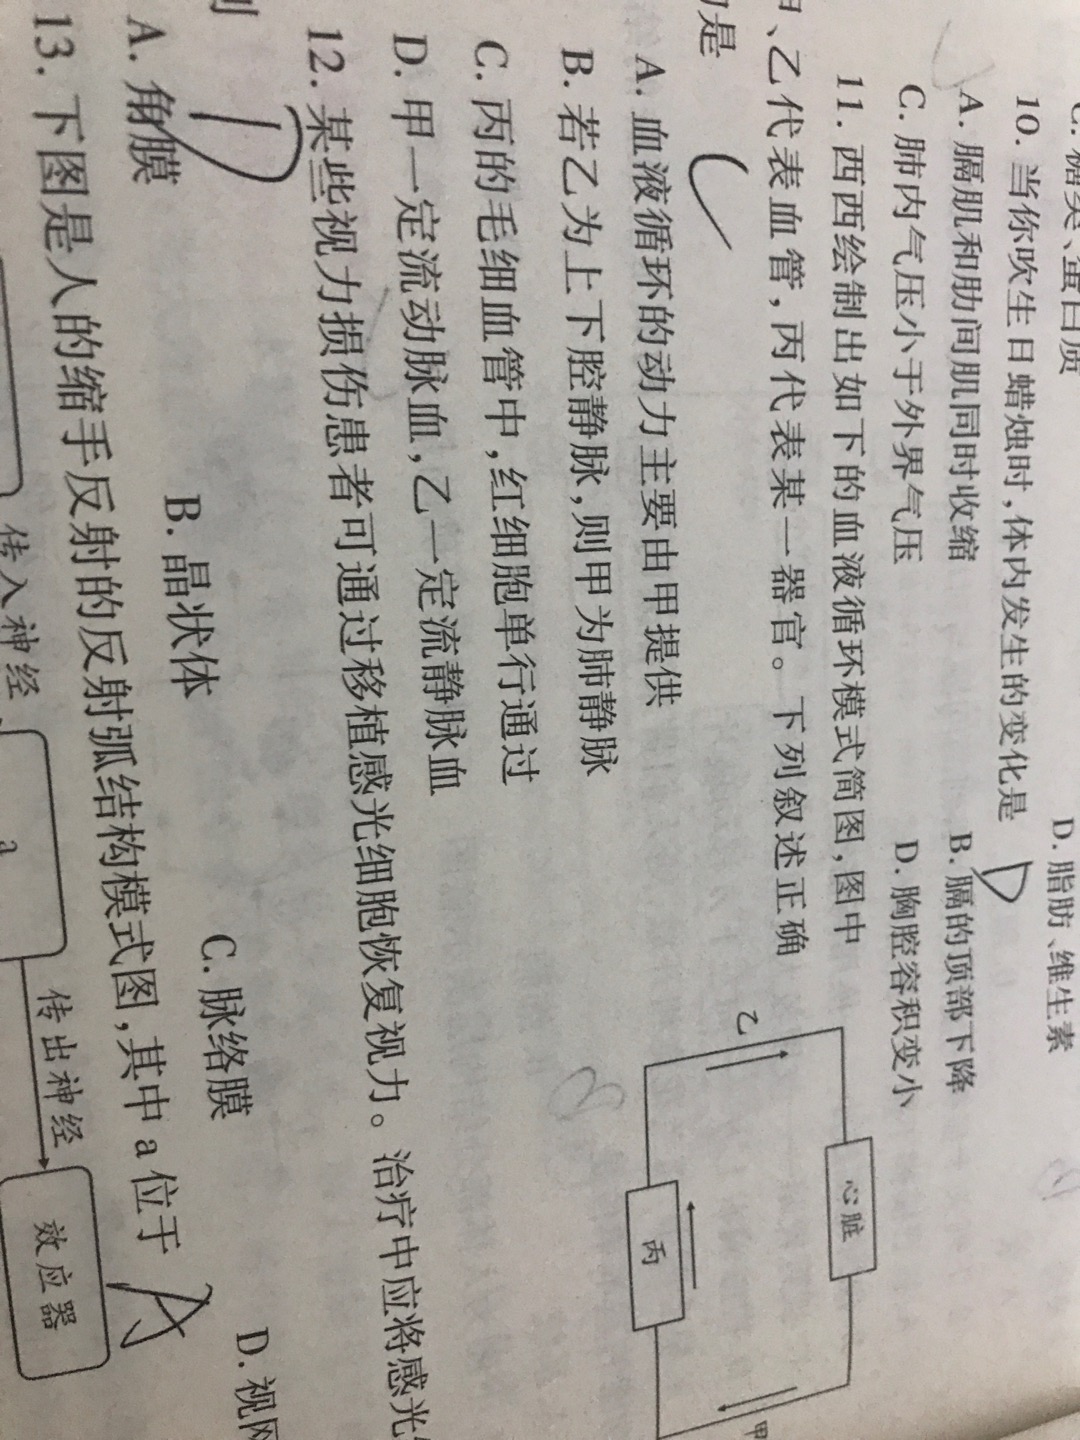 C. 糖类、蛋白质
D. 脂肪、维生素
10. 当你吹生日蜡烛时,体内发生的变化是 D
A. 膈肌和肋间肌同时收缩
B. 膈的顶部下降
C. 肺内气压小于外界气压
D. 胸腔容积变小
11. 西西绘制出如下的血液循环模式简图,图中
甲、乙代表血管,丙代表某一器官。下列叙述正确
的是
C
A. 血液循环的动力主要由甲提供
B. 若乙为上下腔静脉,则甲为肺静脉
C. 丙的毛细血管中,红细胞单行通过
D. 甲一定流动脉血,乙一定流静脉血
心脏
乙
丙
甲
12. 某些视力损伤患者可通过移植感光细胞恢复视力。治疗中应将感光
到
D
A. 角膜
B. 晶状体
C. 脉络膜
D. 视网
13. 下图是人的缩手反射的反射弧结构模式图,其中a位于 A
传入神经
a
传出神经
效应器